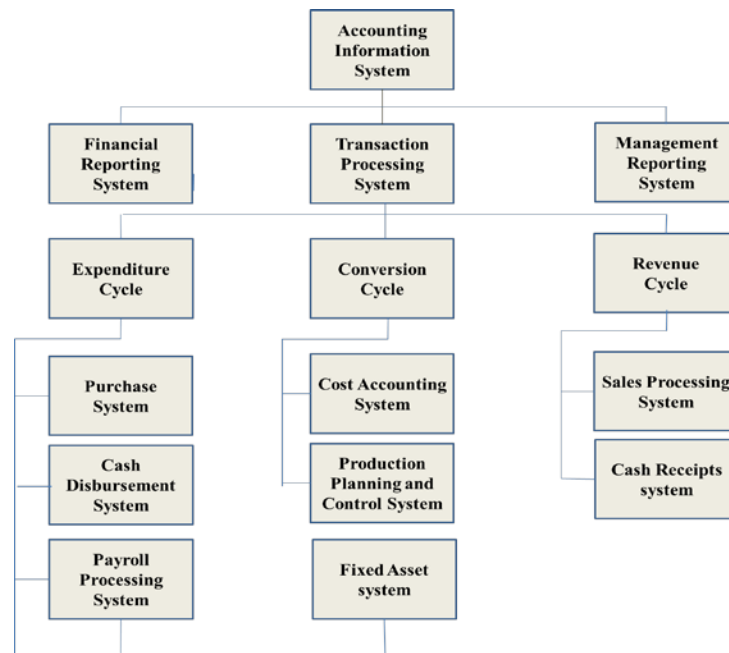 Accounting
Information
System
Financial
Reporting
System
Transaction
Processing
System
Management
Reporting
System
Expenditure
Cycle
Conversion
Cycle
Revenue
Cycle
Purchase
System
Cost Accounting
System
Sales Processing
System
Cash
Disbursement
System
Production
Planning and
Control System
Cash Receipts
system
Payroll
Processing
System
Fixed Asset
system